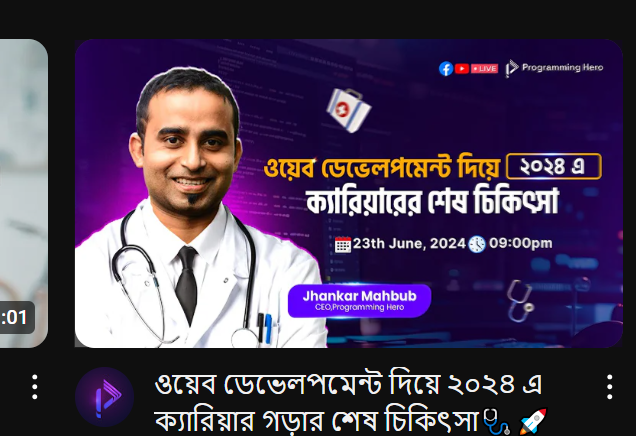 LIVE Programming Hero
ওয়েব ডেভেলপমেন্ট দিয়ে ২০২৪ এ
ক্যারিয়ারের শেষ চিকিৎসা
23th June, 2024 09:00pm
Jhankar Mahbub
CEO,Programming Hero
:01
ওয়েব ডেভেলপমেন্ট দিয়ে ২০২৪ এ
ক্যারিয়ার গড়ার শেষ চিকিৎসা🩺 🚀